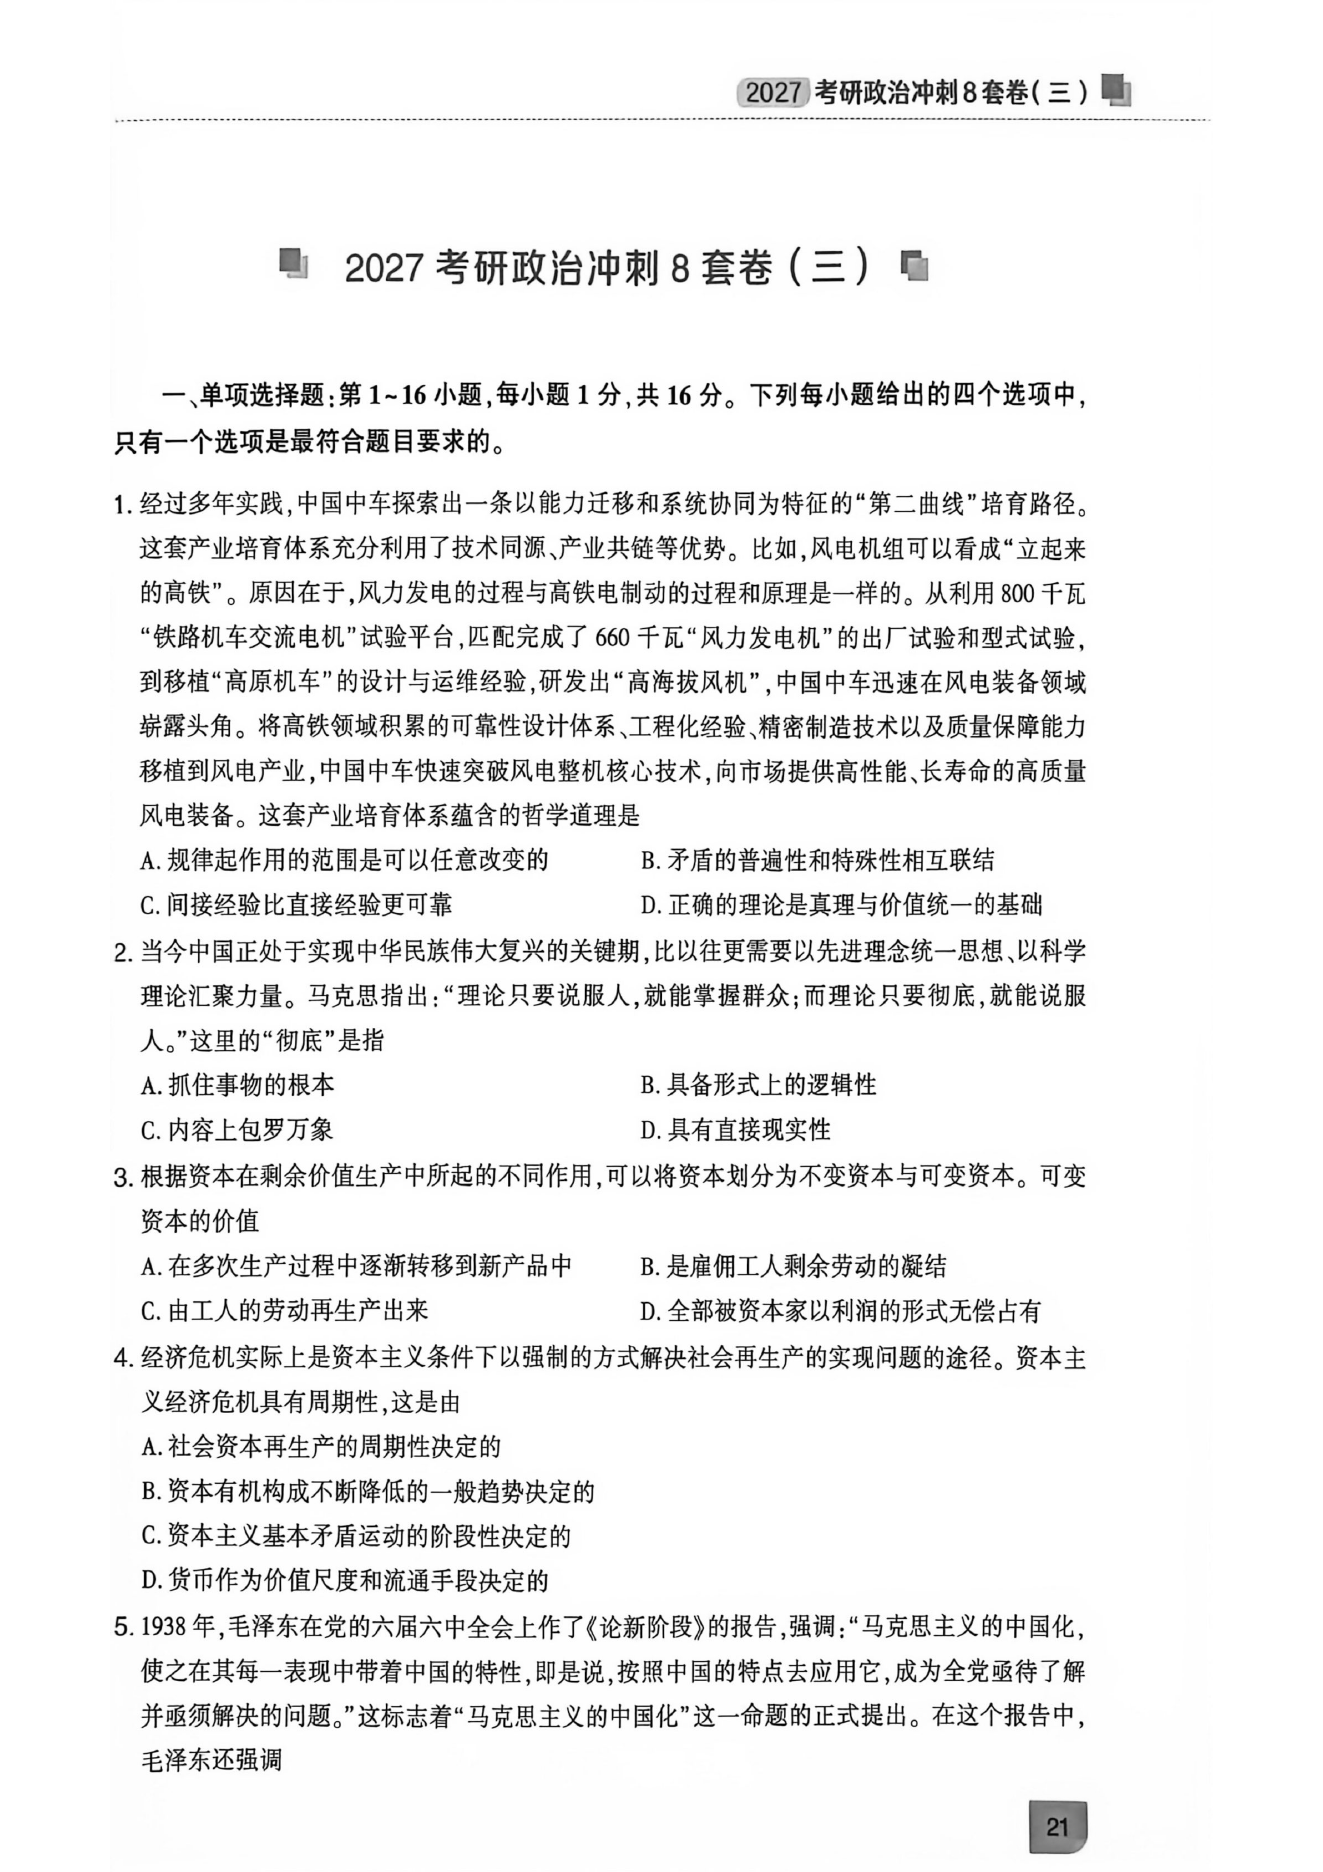 2027 考研政治冲刺8套卷(三)
2027 考研政治冲刺 8 套卷(三)
一、单项选择题:第 1~16 小题,每小题 1 分,共 16 分。下列每小题给出的四个选项中,
只有一个选项是最符合题目要求的。
1. 经过多年实践,中国中车探索出一条以能力迁移和系统协同为特征的“第二曲线”培育路径。
这套产业培育体系充分利用了技术同源、产业共链等优势。比如,风电机组可以看成“立起来
的高铁”。原因在于,风力发电的过程与高铁电制动的过程和原理是一样的。从利用 800 千瓦
“铁路机车交流电机”试验平台,匹配完成了 660 千瓦“风力发电机”的出厂试验和型式试验,
到移植“高原机车”的设计与运维经验,研发出“高海拔风机”,中国中车迅速在风电装备领域
崭露头角。将高铁领域积累的可靠性设计体系、工程化经验、精密制造技术以及质量保障能力
移植到风电产业,中国中车快速突破风电整机核心技术,向市场提供高性能、长寿命的高质量
风电装备。这套产业培育体系蕴含的哲学道理是
A. 规律起作用的范围是可以任意改变的 B. 矛盾的普遍性和特殊性相互联结
C. 间接经验比直接经验更可靠 D. 正确的理论是真理与价值统一的基础
2. 当今中国正处于实现中华民族伟大复兴的关键期,比以往更需要以先进理念统一思想、以科学
理论汇聚力量。马克思指出:“理论只要说服人,就能掌握群众;而理论只要彻底,就能说服
人。”这里的“彻底”是指
A. 抓住事物的根本 B. 具备形式上的逻辑性
C. 内容上包罗万象 D. 具有直接现实性
3. 根据资本在剩余价值生产中所起的不同作用,可以将资本划分为不变资本与可变资本。可变
资本的价值
A. 在多次生产过程中逐渐转移到新产品中 B. 是雇佣工人剩余劳动的凝结
C. 由工人的劳动再生产出来 D. 全部被资本家以利润的形式无偿占有
4. 经济危机实际上是资本主义条件下以强制的方式解决社会再生产的实现问题的途径。资本主
义经济危机具有周期性,这是由
A. 社会资本再生产的周期性决定的
B. 资本有机构成不断降低的一般趋势决定的
C. 资本主义基本矛盾运动的阶段性决定的
D. 货币作为价值尺度和流通手段决定的
5. 1938 年,毛泽东在党的六届六中全会上作了《论新阶段》的报告,强调:“马克思主义的中国化,
使之在其每一表现中带着中国的特性,即是说,按照中国的特点去应用它,成为全党亟待了解
并亟须解决的问题。”这标志着“马克思主义的中国化”这一命题的正式提出。在这个报告中,
毛泽东还强调
21